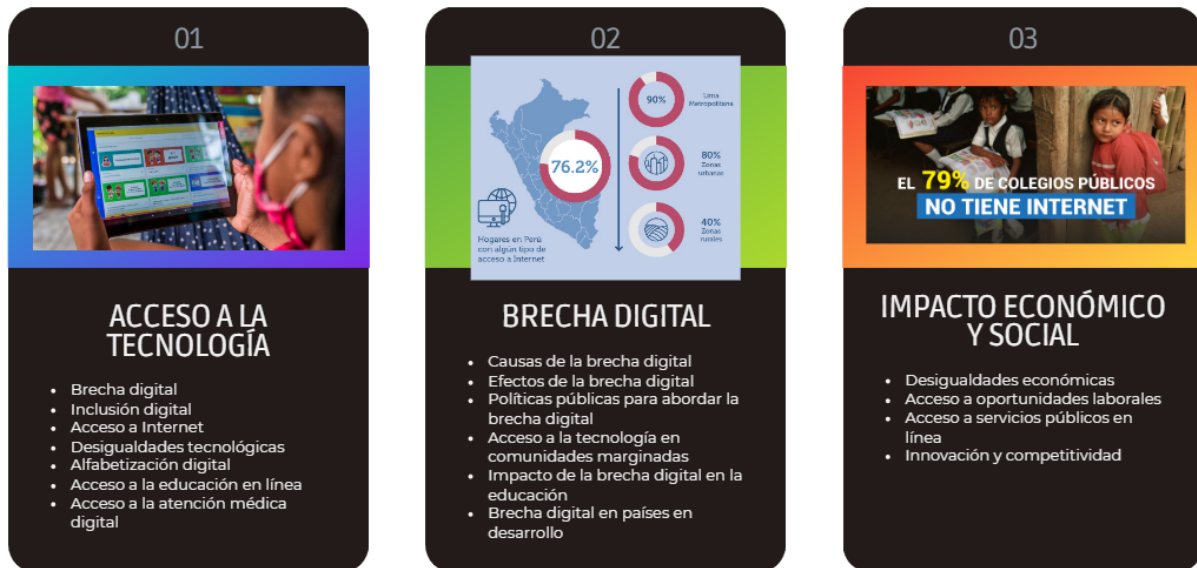 01
ACCESO A LA
TECNOLOGÍA
• Brecha digital
• Inclusión digital
• Acceso a Internet
• Desigualdades tecnológicas
• Alfabetización digital
• Acceso a la educación en línea
• Acceso a la atención médica
digital
02
76.2%
Hogares en Perú
con algún tipo de
acceso a Internet
90%
Lima
Metropolitana
80%
Zonas
urbanas
40%
Zonas
rurales
BRECHA DIGITAL
• Causas de la brecha digital
• Efectos de la brecha digital
• Políticas públicas para abordar la
brecha digital
• Acceso a la tecnología en
comunidades marginadas
• Impacto de la brecha digital en la
educación
• Brecha digital en países en
desarrollo
03
EL 79% DE COLEGIOS PÚBLICOS
NO TIENE INTERNET
IMPACTO ECONÓMICO
Y SOCIAL
• Desigualdades económicas
• Acceso a oportunidades laborales
• Acceso a servicios públicos en
línea
• Innovación y competitividad